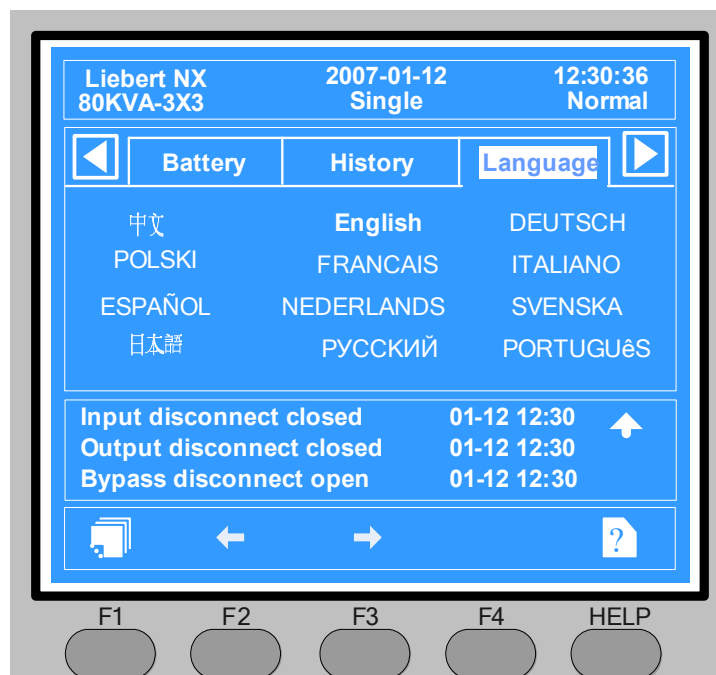 Liebert NX 2007-01-12 12:30:36
80KVA-3X3 Single Normal
Battery History Language
中文 English DEUTSCH
POLSKI FRANCAIS ITALIANO
ESPAÑOL NEDERLANDS SVENSKA
日本語 РУССКИЙ PORTUGUêS
Input disconnect closed 01-12 12:30
Output disconnect closed 01-12 12:30
Bypass disconnect open 01-12 12:30
?
F1 F2 F3 F4 HELP